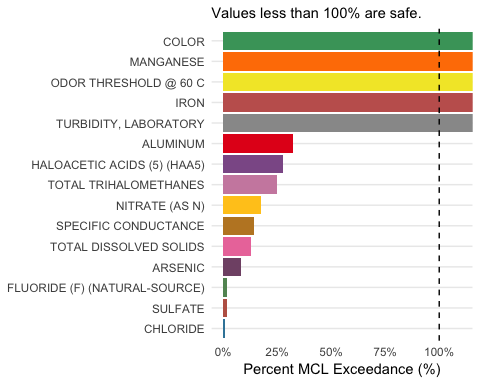 Values less than 100% are safe.
COLOR
MANGANESE
ODOR THRESHOLD @ 60 C
IRON
TURBIDITY, LABORATORY
ALUMINUM
HALOACETIC ACIDS (5) (HAA5)
TOTAL TRIHALOMETHANES
NITRATE (AS N)
SPECIFIC CONDUCTANCE
TOTAL DISSOLVED SOLIDS
ARSENIC
FLUORIDE (F) (NATURAL-SOURCE)
SULFATE
CHLORIDE
0% 25% 50% 75% 100%
Percent MCL Exceedance (%)